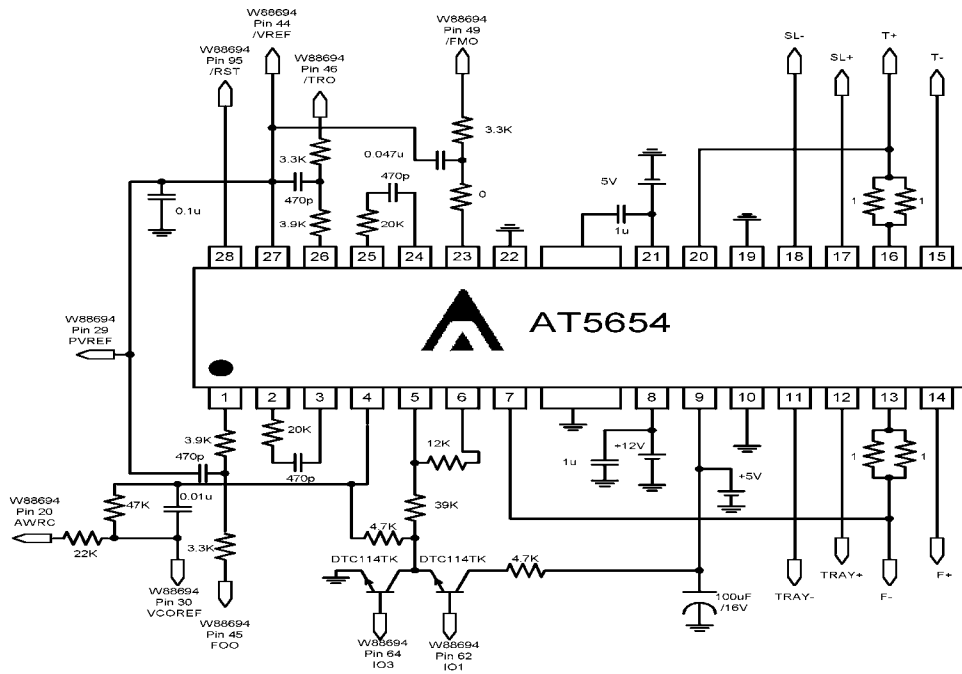 W88694
Pin 44
/VREF
W88694
Pin 49
/FMO
W88694
Pin 95
/RST
W88694
Pin 46
/TRO
SL-
SL+
T+
T-
3.3K
3.3K
0.047u
470p
0
5V
0.1u
470p
3.9K
20K
1u
1
1
28
27
26
25
24
23
22
21
20
19
18
17
16
15
AT5654
W88694
Pin 29
PVREF
1
2
3
4
5
6
7
8
9
10
11
12
13
14
3.9K
20K
12K
+12V
470p
470p
1u
+5V
1
1
0.01u
47K
39K
W88694
Pin 20
AWRC
22K
3.3K
4.7K
DTC114TK
DTC114TK
4.7K
100uF
/16V
TRAY-
TRAY+
F-
F+
W88694
Pin 30
VCOREF
W88694
Pin 45
FOO
W88694
Pin 64
IO3
W88694
Pin 62
IO1